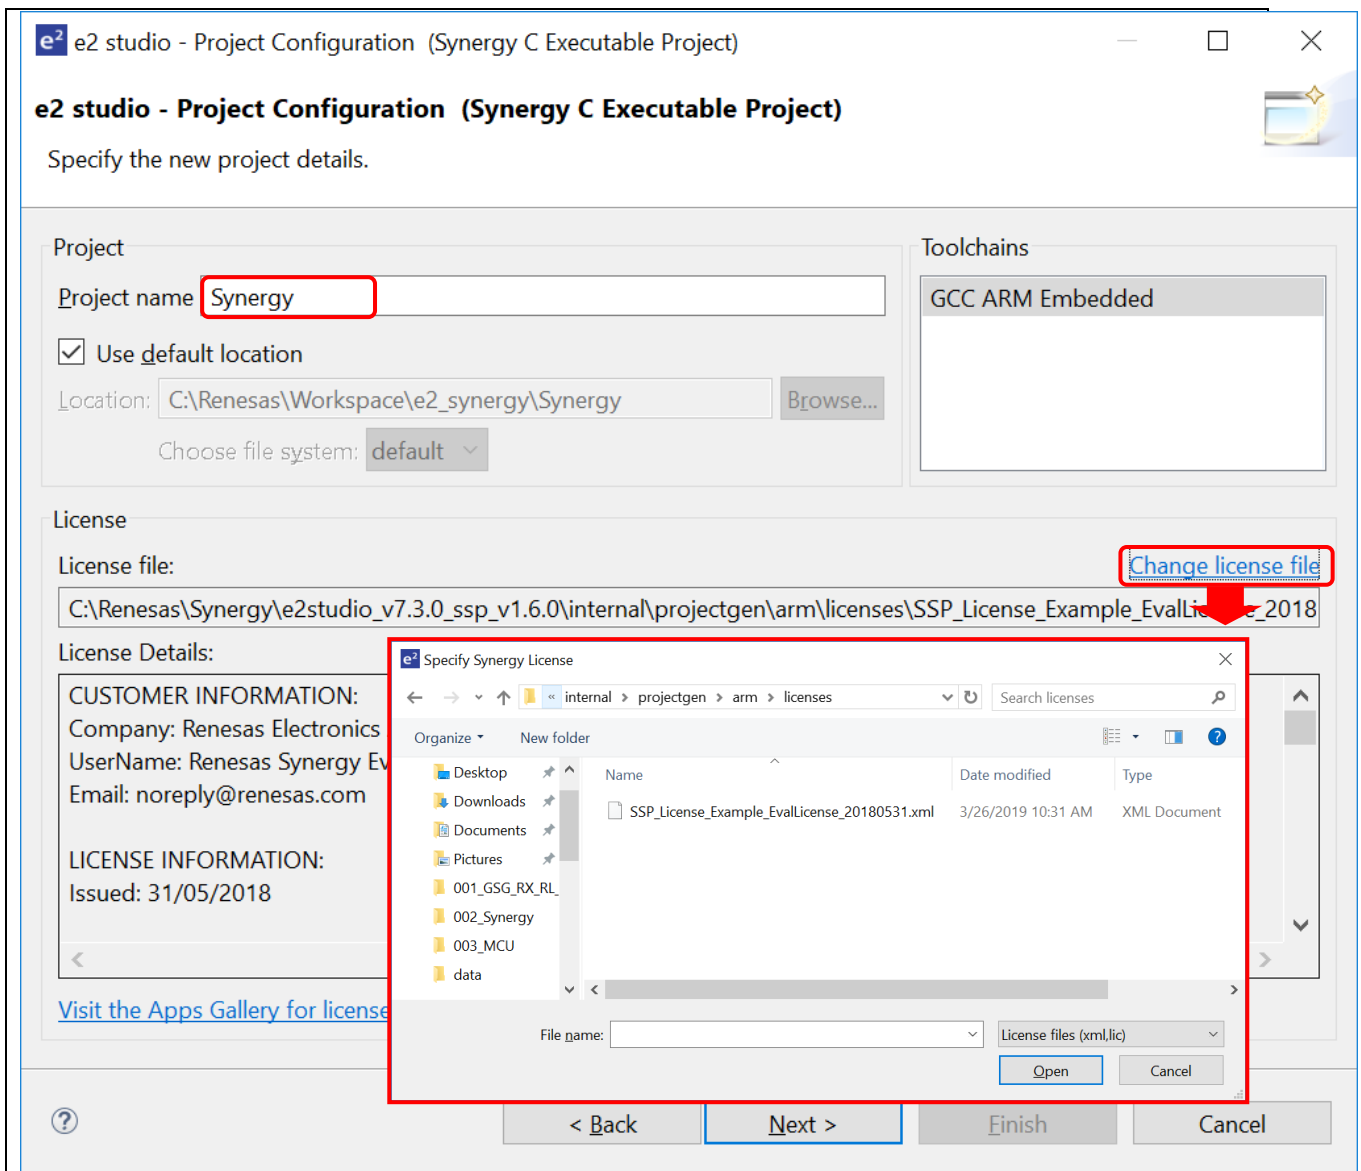 e² e2 studio - Project Configuration (Synergy C Executable Project)
e2 studio - Project Configuration (Synergy C Executable Project)
Specify the new project details.
Project
Project name
Synergy
Use default location
Location:
C:\Renesas\Workspace\e2_synergy\Synergy
Browse...
Choose file system:
default
Toolchains
GCC ARM Embedded
License
License file:
Change license file
C:\Renesas\Synergy\e2studio_v7.3.0_ssp_v1.6.0\internal\projectgen\arm\licenses\SSP_License_Example_EvalLicense_2018
License Details:
CUSTOMER INFORMATION:
Company: Renesas Electronics
UserName: Renesas Synergy Ev
Email: noreply@renesas.com
LICENSE INFORMATION:
Issued: 31/05/2018
Visit the Apps Gallery for license
e² Specify Synergy License
« internal > projectgen > arm > licenses
Search licenses
Organize
New folder
?
Desktop
Downloads
Documents
Pictures
001_GSG_RX_RL_
002_Synergy
003_MCU
data
Name
Date modified
Type
SSP_License_Example_EvalLicense_20180531.xml
3/26/2019 10:31 AM
XML Document
File name:
License files (xml,lic)
Open
Cancel
?
< Back
Next >
Finish
Cancel